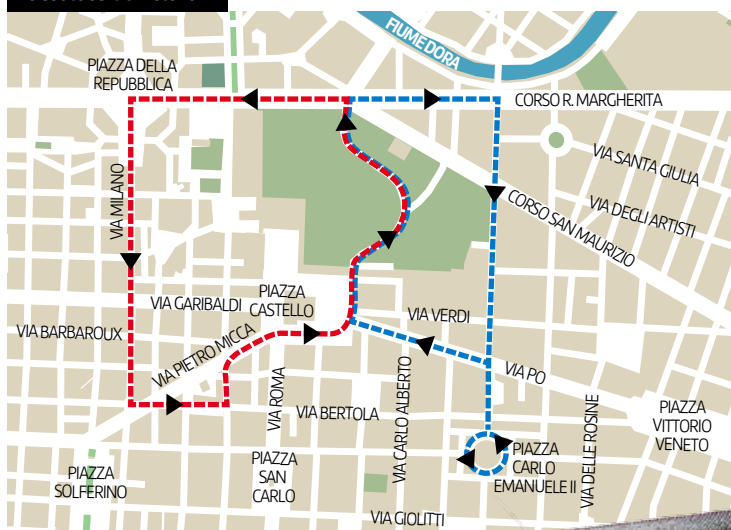 FIUME DORA
PIAZZA DELLA
REPUBBLICA
CORSO R. MARGHERITA
VIA SANTA GIULIA
VIA MILANO
VIA DEGLI ARTISTI
CORSO SAN MAURIZIO
PIAZZA
CASTELLO
VIA GARIBALDI
VIA VERDI
VIA BARBAROUX
VIA PIETRO MICCA
VIA PO
VIA ROMA
VIA CARLO ALBERTO
VIA BERTOLA
VIA DELLE ROSINE
PIAZZA
VITTORIO
VENETO
PIAZZA
CARLO
EMANUELE II
PIAZZA
SOLFERINO
PIAZZA
SAN
CARLO
VIA GIOLITTI